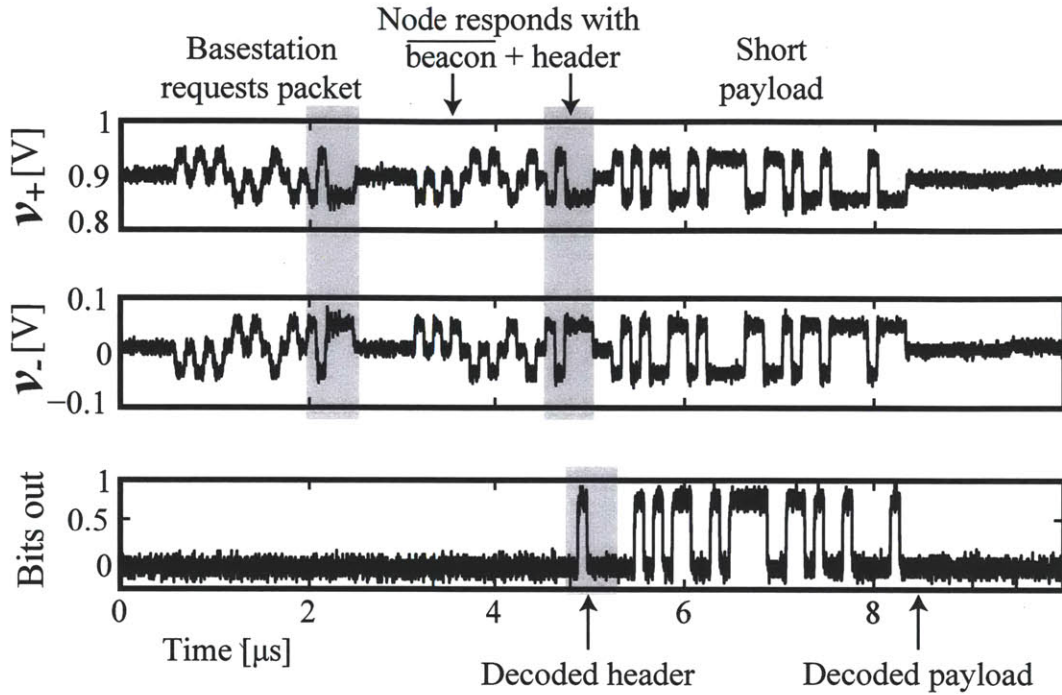 Basestation
requests packet
Node responds with
beacon + header
Short
payload
v+ [V]
1
0.9
0.8
v- [V]
0.1
0
−0.1
Bits out
1
0.5
0
0
2
4
6
8
Time [μs]
Decoded header
Decoded payload